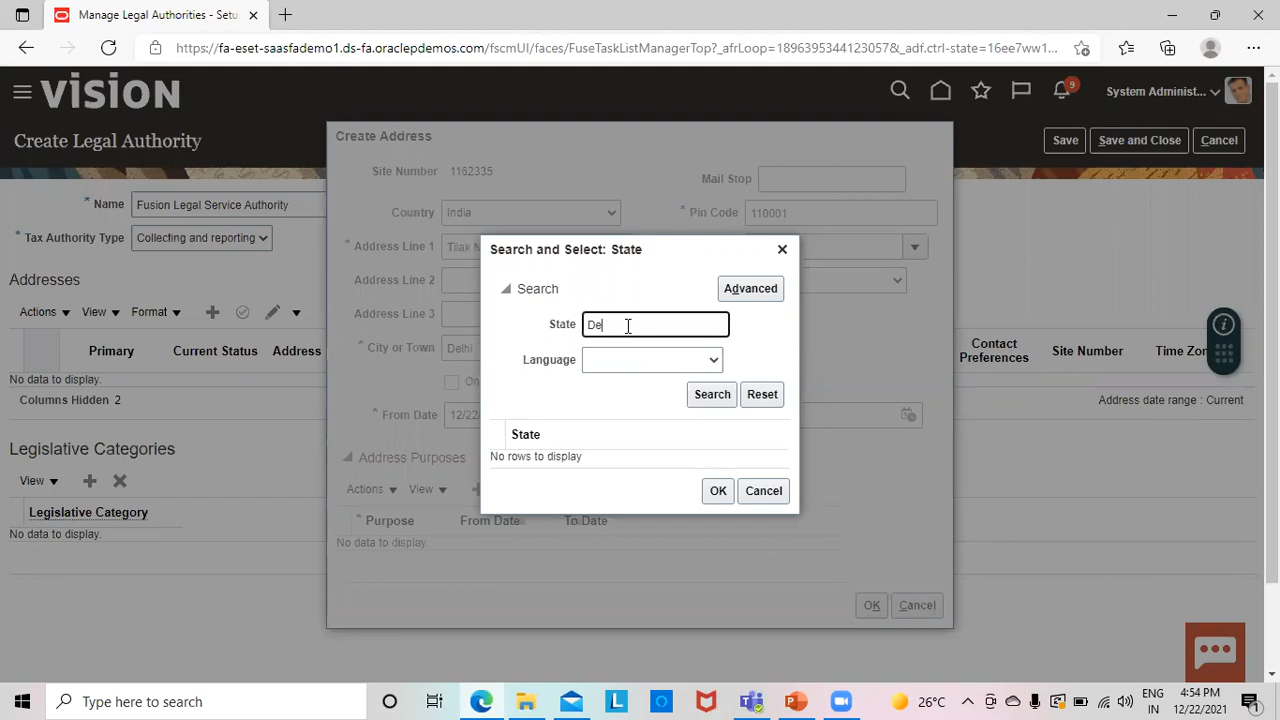 Manage Legal Authorities - Setu
https://fa-eset-saasfademo1.ds-fa.oraclepdemos.com/fscmUI/faces/FuseTaskListManagerTop?_afrLoop=18963953441230578&_adf.ctrl-state=16ee7ww1...
VISION
9
System Administ...
Create Legal Authority
Save
Save and Close
Cancel
* Name
Fusion Legal Service Authority
* Tax Authority Type
Collecting and reporting
Addresses
Actions
View
Format
Primary
Current Status
Address
Contact Preferences
Site Number
Time Zon
No data to display.
Columns Hidden 2
Address date range : Current
Legislative Categories
View
Legislative Category
No data to display.
Create Address
Site Number
1162335
Mail Stop
Country
India
* Pin Code
110001
* Address Line 1
Tilak
Address Line 2
Address Line 3
* City or Town
Delhi
* From Date
12/22/
Address Purposes
Actions
View
* Purpose
From Date
To Date
No data to display.
OK
Cancel
Search and Select: State
Search
Advanced
State
De
Language
Search
Reset
State
No rows to display
OK
Cancel
Type here to search
26°C
ENG
IN
4:54 PM
12/22/2021
1